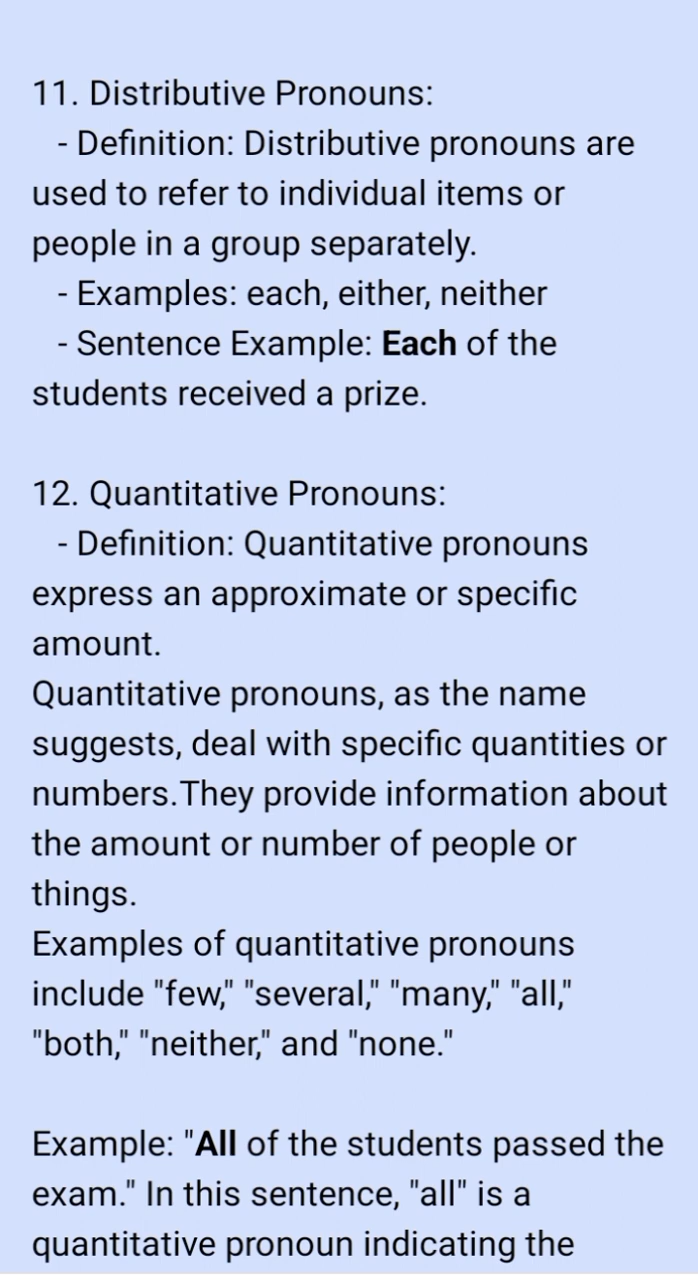 11. Distributive Pronouns:
- Definition: Distributive pronouns are
used to refer to individual items or
people in a group separately.
- Examples: each, either, neither
- Sentence Example: Each of the
students received a prize.
12. Quantitative Pronouns:
- Definition: Quantitative pronouns
express an approximate or specific
amount.
Quantitative pronouns, as the name
suggests, deal with specific quantities or
numbers.They provide information about
the amount or number of people or
things.
Examples of quantitative pronouns
include "few," "several," "many," "all,"
"both," "neither," and "none."
Example: "All of the students passed the
exam." In this sentence, "all" is a
quantitative pronoun indicating the